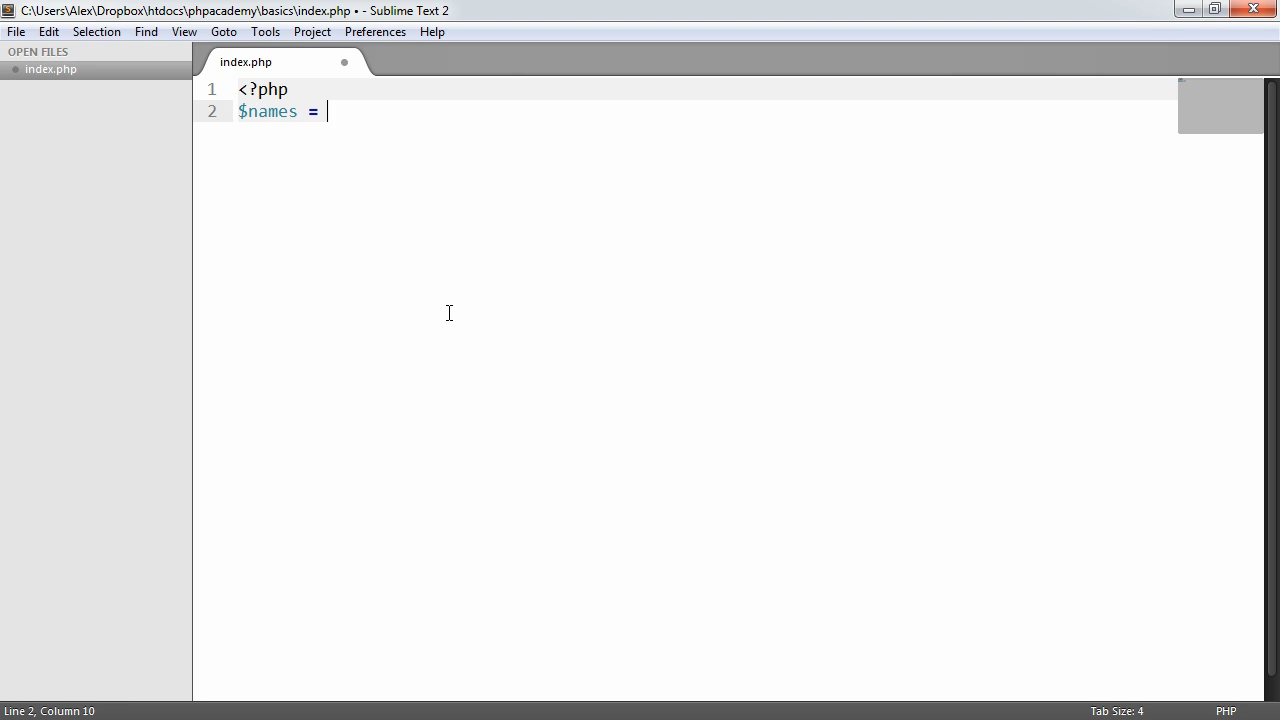 C:\Users\Alex\Dropbox\htdocs\phpacademy\basics\index.php • - Sublime Text 2
File Edit Selection Find View Goto Tools Project Preferences Help
OPEN FILES
index.php
index.php
1 <?php
2 $names =
Line 2, Column 10
Tab Size: 4
PHP